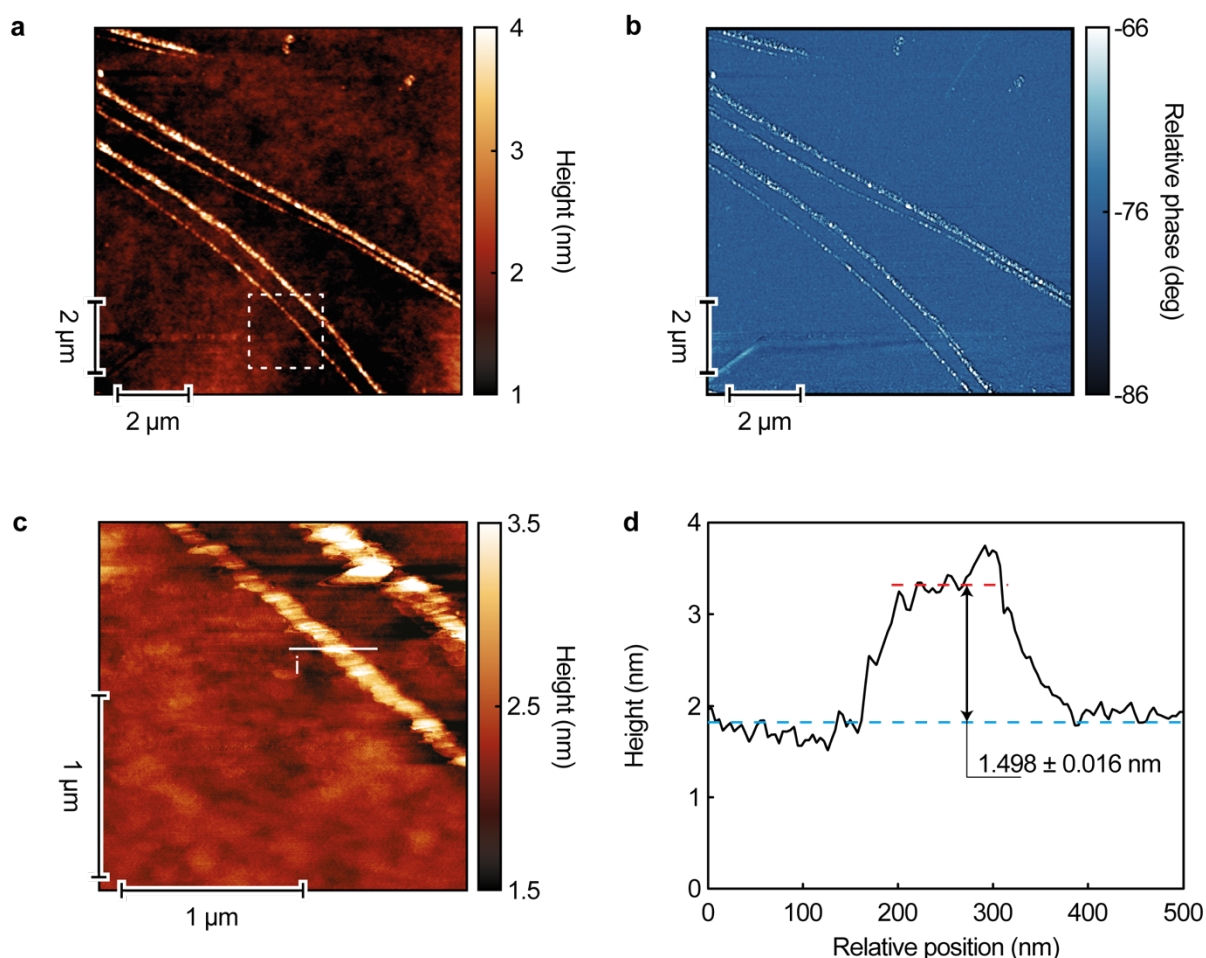 a
4
3
2
1
Height (nm)
2 µm
2 µm
b
-66
-76
-86
Relative phase (deg)
2 µm
2 µm
c
3.5
2.5
1.5
Height (nm)
i
1 µm
1 µm
d
4
3
2
1
0
Height (nm)
1.498 ± 0.016 nm
0 100 200 300 400 500
Relative position (nm)